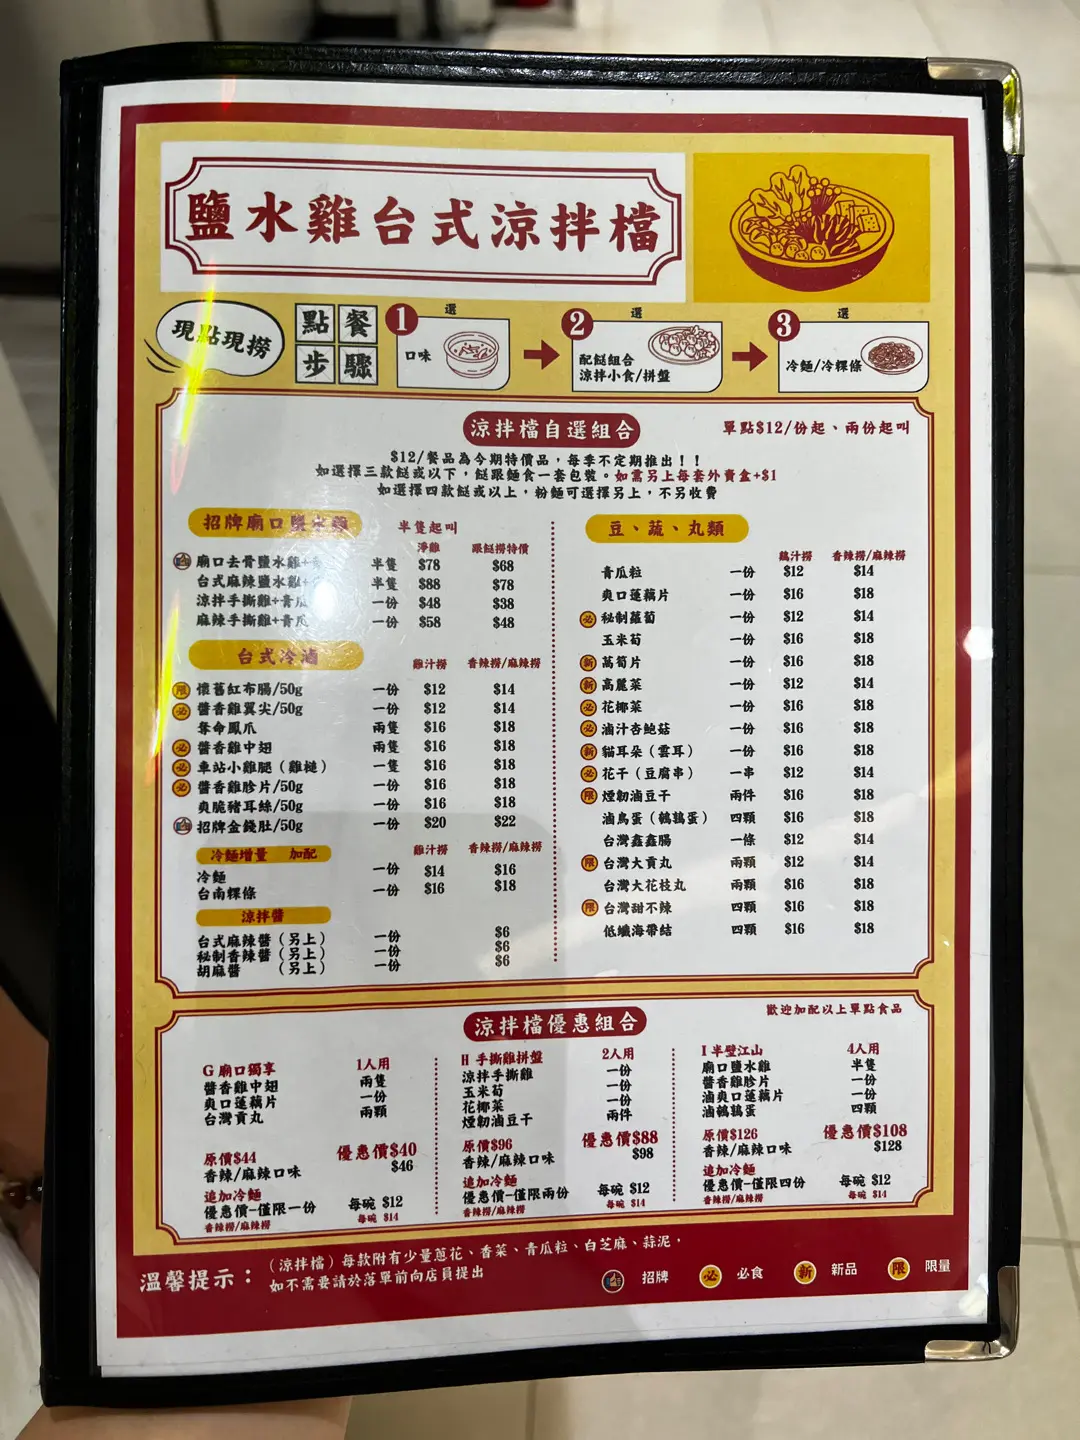 鹽水雞台式涼拌檔
現點現撈
點餐步驟
1 選 口味
2 選 配餸組合 涼拌小食/拼盤
3 選 冷麵/冷粿條
涼拌檔自選組合
單點$12/份起、兩份起叫
$12/餐品為今期特價品，每季不定期推出！！
如選擇三款餸或以下，餸跟麵食一套包裝。如需另上每套外賣盒+$1
如選擇四款餸或以上，粉麵可選擇另上，不另收費
招牌廟口鹽水雞 半隻起叫
淨雞 跟餸撈特價
廟口去骨鹽水雞+ 半隻 $78 $68
台式麻辣鹽水雞+ 半隻 $88 $78
涼拌手撕雞+青瓜 一份 $48 $38
麻辣手撕雞+青瓜 一份 $58 $48
台式冷滷 雞汁撈 香辣撈/麻辣撈
限 懷舊紅布腸/50g 一份 $12 $14
必 醬香雞翼尖/50g 一份 $12 $14
奪命鳳爪 兩隻 $16 $18
必 醬香雞中翅 兩隻 $16 $18
必 車站小雞腿（雞槌） 一隻 $16 $18
必 醬香雞胗片/50g 一份 $16 $18
爽脆豬耳絲/50g 一份 $16 $18
招牌金錢肚/50g 一份 $20 $22
冷麵增量 加配 雞汁撈 香辣撈/麻辣撈
冷麵 一份 $14 $16
台南粿條 一份 $16 $18
涼拌醬
台式麻辣醬（另上） 一份 $6
秘制香辣醬（另上） 一份 $6
胡麻醬 （另上） 一份 $6
豆、蔬、丸類
鷄汁撈 香辣撈/麻辣撈
青瓜粒 一份 $12 $14
爽口蓮藕片 一份 $16 $18
必 秘制蘿蔔 一份 $12 $14
玉米筍 一份 $16 $18
新 萵筍片 一份 $16 $18
新 高麗菜 一份 $12 $14
必 花椰菜 一份 $16 $18
必 滷汁杏鮑菇 一份 $16 $18
新 貓耳朵（雲耳） 一份 $16 $18
必 花干（豆腐串） 一串 $12 $14
限 煙韌滷豆干 兩件 $16 $18
滷鳥蛋（鵪鶉蛋） 四顆 $16 $18
台灣鑫鑫腸 一條 $12 $14
限 台灣大貢丸 兩顆 $12 $14
台灣大花枝丸 兩顆 $16 $18
限 台灣甜不辣 四顆 $16 $18
低蠟海帶結 四顆 $16 $18
涼拌檔優惠組合
歡迎加配以上單點食品
G 廟口獨享 1人用
醬香雞中翅 兩隻
爽口蓮藕片 一份
台灣貢丸 兩顆
原價$44 優惠價$40
香辣/麻辣口味 $46
追加冷麵
優惠價-僅限一份 每碗 $12
香辣撈/麻辣撈 每碗 $14
H 手撕雞拼盤 2人用
涼拌手撕雞 一份
玉米筍 一份
花椰菜 一份
煙韌滷豆干 兩件
原價$96 優惠價$88
香辣/麻辣口味 $98
追加冷麵
優惠價-僅限兩份 每碗 $12
香辣撈/麻辣撈 每碗 $14
I 半壁江山 4人用
廟口鹽水雞 半隻
醬香雞胗片 一份
滷爽口蓮藕片 一份
滷鵪鶉蛋 四顆
原價$126 優惠價$108
香辣/麻辣口味 $128
追加冷麵
優惠價-僅限四份 每碗 $12
香辣撈/麻辣撈 每碗 $14
溫馨提示：
（涼拌檔）每款附有少量蔥花、香菜、青瓜粒、白芝麻、蒜泥，
如不需要請於落單前向店員提出
招牌 必 必食 新 新品 限 限量